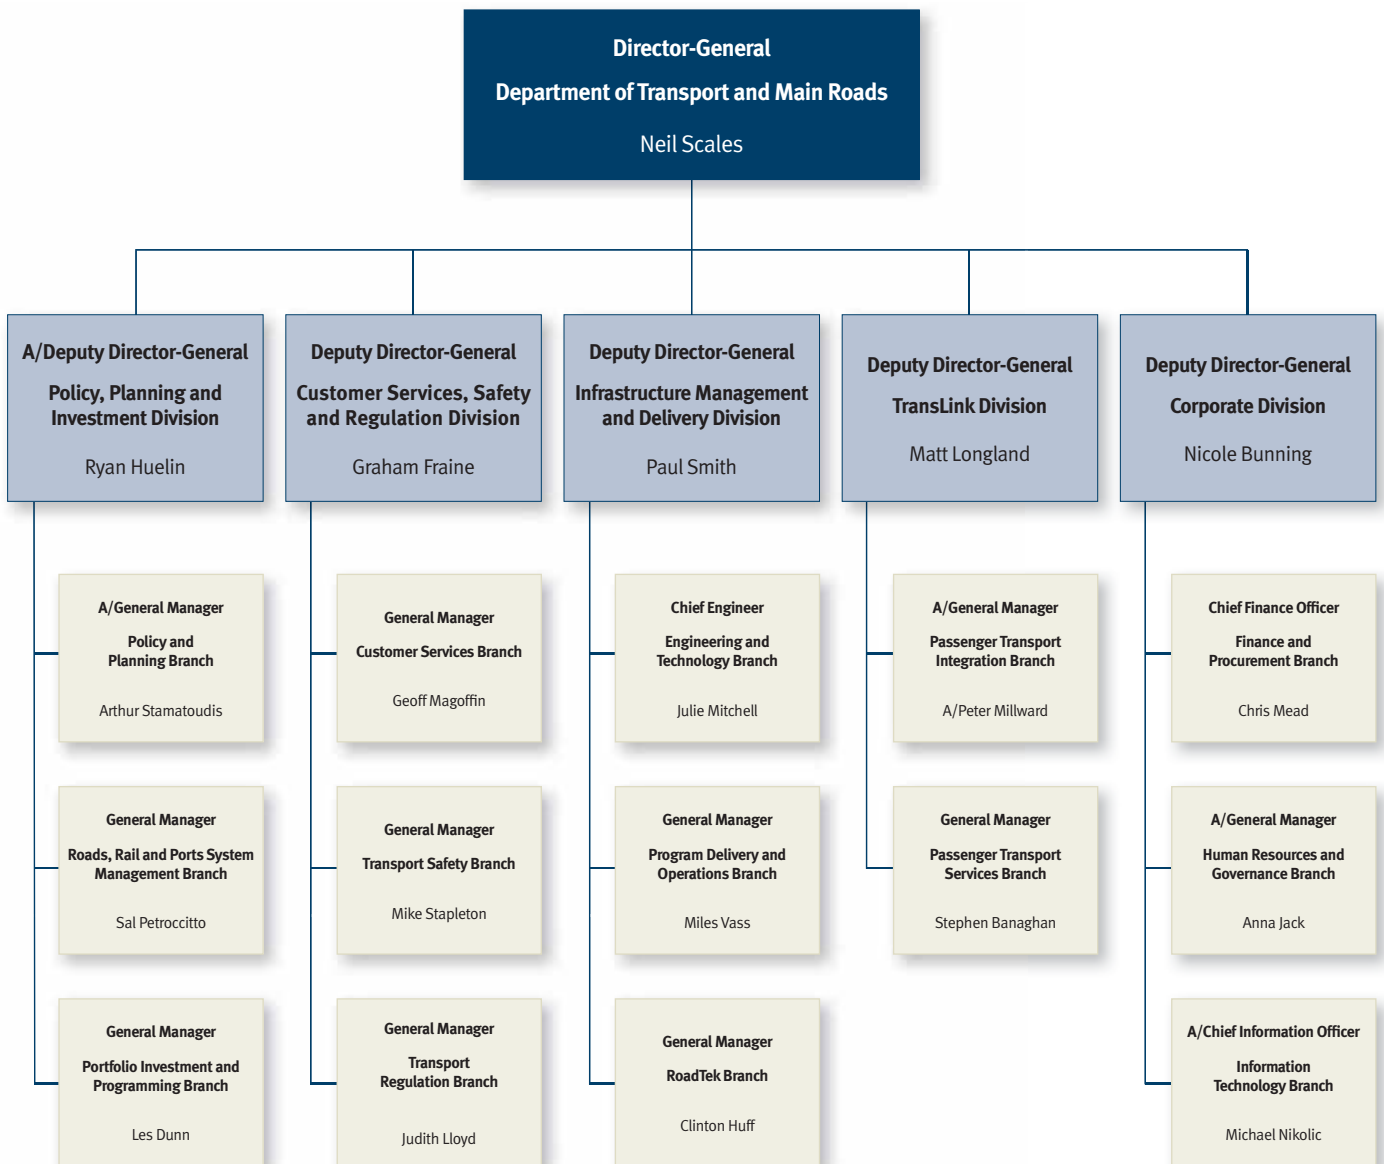 Director-General
Department of Transport and Main Roads
Neil Scales
A/Deputy Director-General
Policy, Planning and
Investment Division
Ryan Huelin
Deputy Director-General
Customer Services, Safety
and Regulation Division
Graham Fraine
Deputy Director-General
Infrastructure Management
and Delivery Division
Paul Smith
Deputy Director-General
TransLink Division
Matt Longland
Deputy Director-General
Corporate Division
Nicole Bunning
A/General Manager
Policy and
Planning Branch
Arthur Stamatoudis
General Manager
Customer Services Branch
Geoff Magoffin
Chief Engineer
Engineering and
Technology Branch
Julie Mitchell
A/General Manager
Passenger Transport
Integration Branch
A/Peter Millward
Chief Finance Officer
Finance and
Procurement Branch
Chris Mead
General Manager
Roads, Rail and Ports System
Management Branch
Sal Petroccitto
General Manager
Transport Safety Branch
Mike Stapleton
General Manager
Program Delivery and
Operations Branch
Miles Vass
General Manager
Passenger Transport
Services Branch
Stephen Banaghan
A/General Manager
Human Resources and
Governance Branch
Anna Jack
General Manager
Portfolio Investment and
Programming Branch
Les Dunn
General Manager
Transport
Regulation Branch
Judith Lloyd
General Manager
RoadTek Branch
Clinton Huff
A/Chief Information Officer
Information
Technology Branch
Michael Nikolic